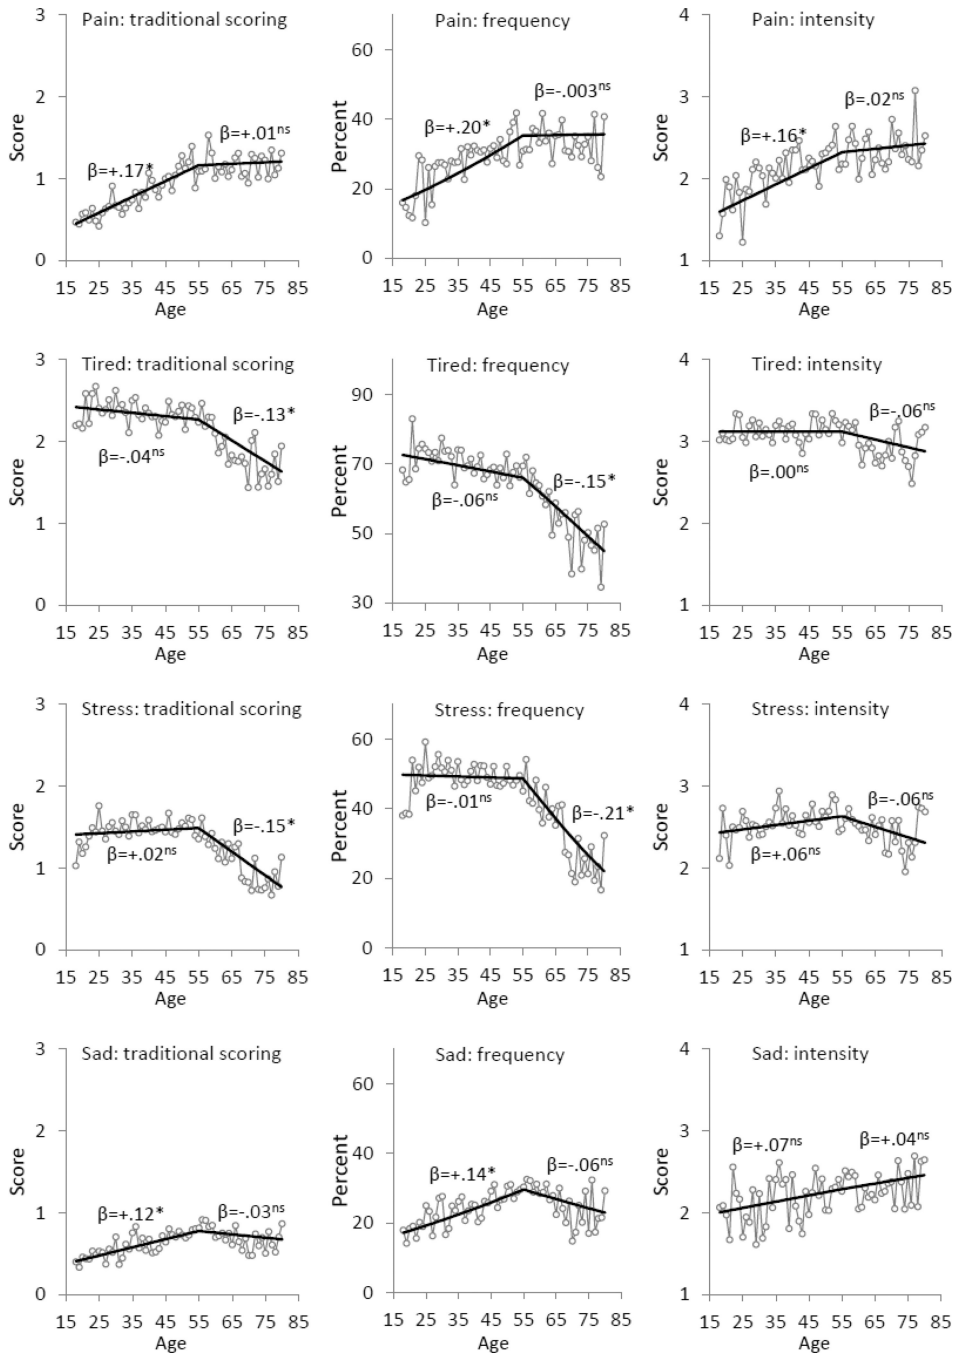 Pain: traditional scoring
3
2
1
0
Score
β=+.17*
β=+.01ns
15 25 35 45 55 65 75 85
Age
Pain: frequency
60
40
20
0
Percent
β=+.20*
β=-.003ns
15 25 35 45 55 65 75 85
Age
Pain: intensity
4
3
2
1
Score
β=+.16*
β=.02ns
15 25 35 45 55 65 75 85
Age
Tired: traditional scoring
3
2
1
0
Score
β=-.04ns
β=-.13*
15 25 35 45 55 65 75 85
Age
Tired: frequency
90
70
50
30
Percent
β=-.06ns
β=-.15*
15 25 35 45 55 65 75 85
Age
Tired: intensity
4
3
2
1
Score
β=.00ns
β=-.06ns
15 25 35 45 55 65 75 85
Age
Stress: traditional scoring
3
2
1
0
Score
β=+.02ns
β=-.15*
15 25 35 45 55 65 75 85
Age
Stress: frequency
60
40
20
0
Percent
β=-.01ns
β=-.21*
15 25 35 45 55 65 75 85
Age
Stress: intensity
4
3
2
1
Score
β=+.06ns
β=-.06ns
15 25 35 45 55 65 75 85
Age
Sad: traditional scoring
3
2
1
0
Score
β=+.12*
β=-.03ns
15 25 35 45 55 65 75 85
Age
Sad: frequency
60
40
20
0
Percent
β=+.14*
β=-.06ns
15 25 35 45 55 65 75 85
Age
Sad: intensity
4
3
2
1
Score
β=+.07ns
β=+.04ns
15 25 35 45 55 65 75 85
Age